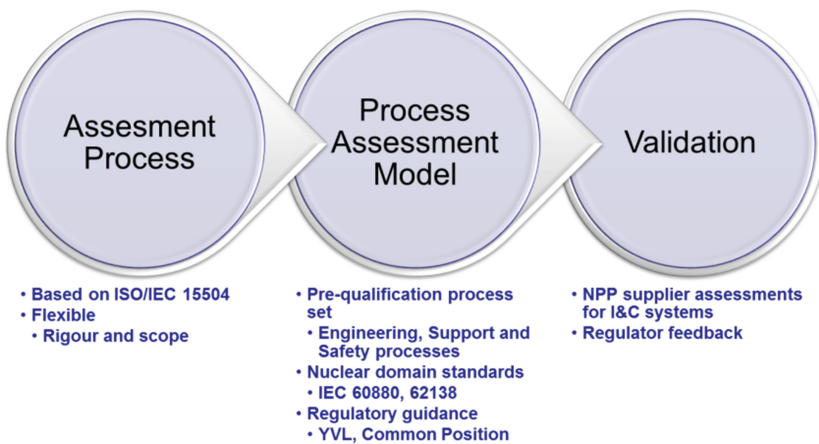 Assesment
Process
Process
Assessment
Model
Validation
• Based on ISO/IEC 15504
• Flexible
• Rigour and scope
• Pre-qualification process
set
• Engineering, Support and
Safety processes
• Nuclear domain standards
• IEC 60880, 62138
• Regulatory guidance
• YVL, Common Position
• NPP supplier assessments
for I&C systems
• Regulator feedback